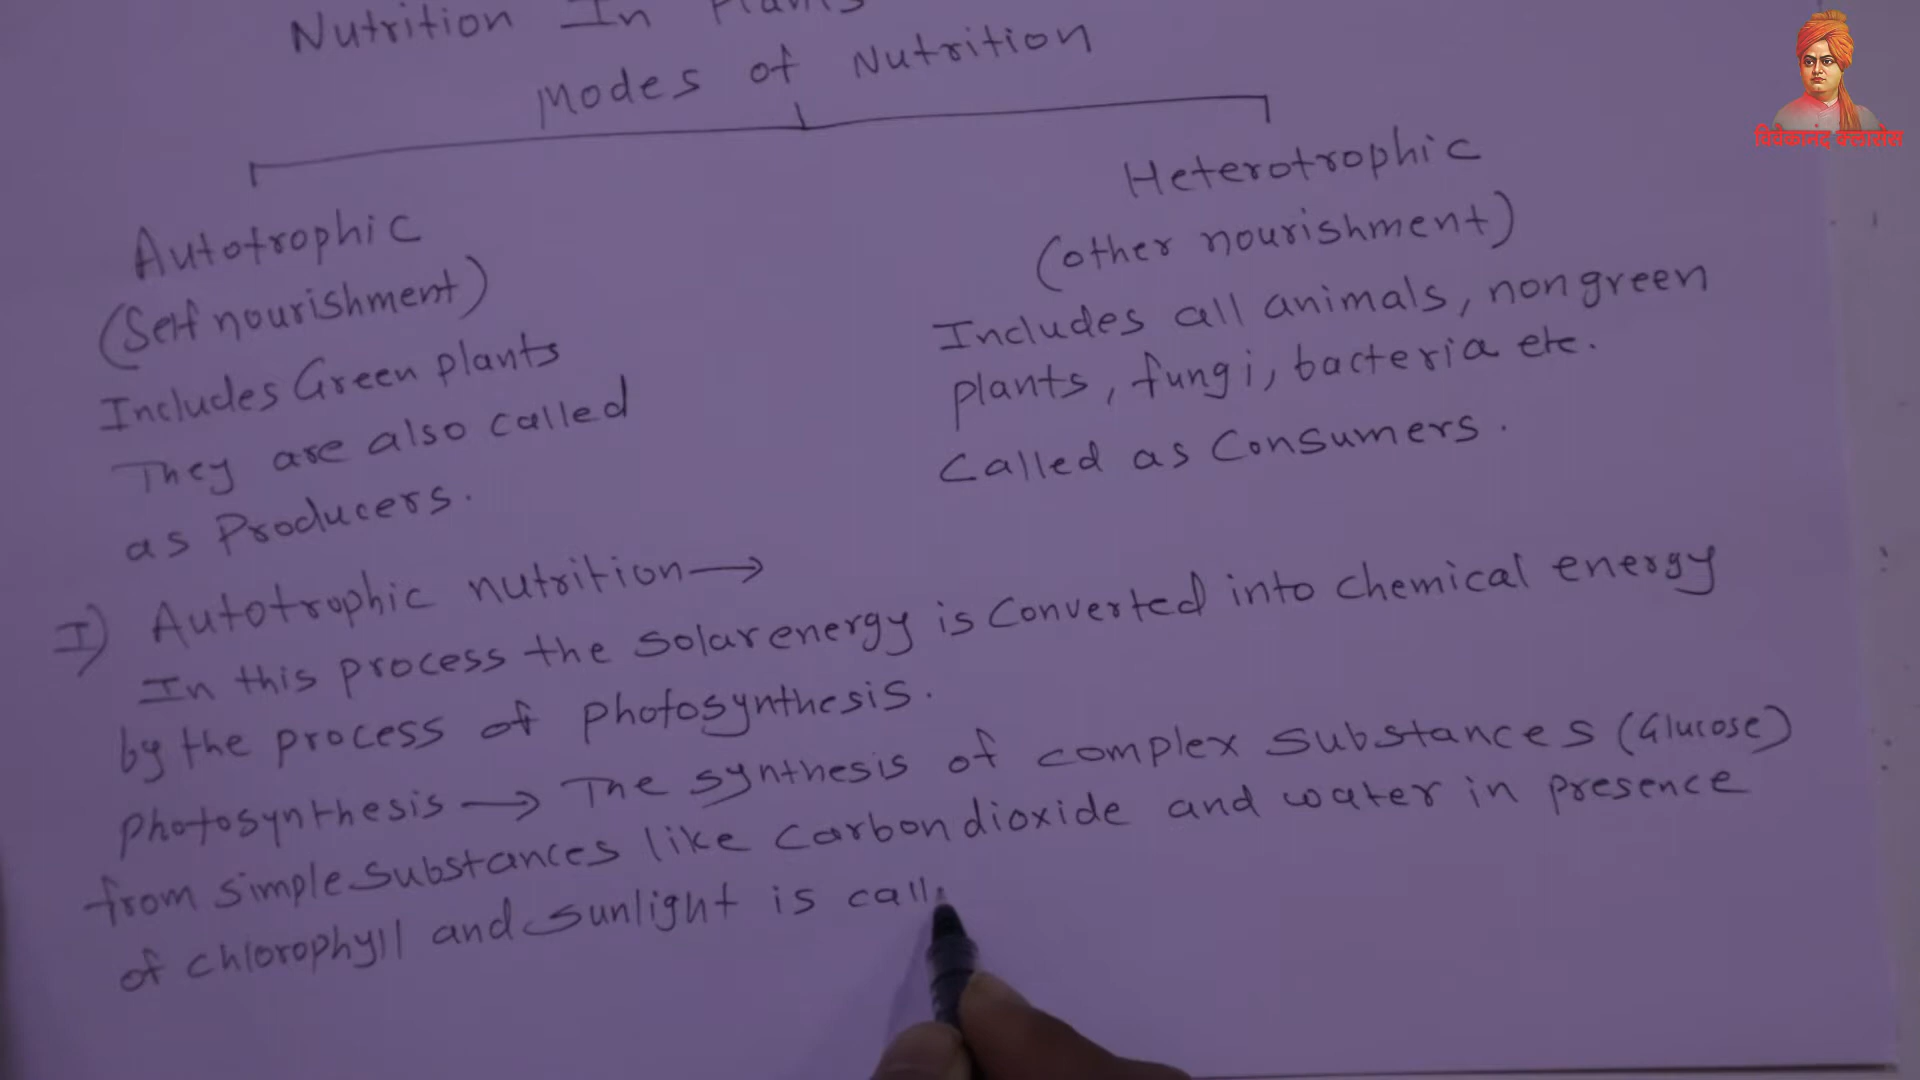 Nutrition In Plants
Modes of Nutrition
Autotrophic
(Self nourishment)
Includes Green plants
They are also called
as Producers.
Heterotrophic
(other nourishment)
Includes all animals, non green
plants, fungi, bacteria etc.
Called as Consumers.
I) Autotrophic nutrition →
In this process the solar energy is Converted into chemical energy
by the process of photosynthesis.
Photosynthesis → The synthesis of complex substances (Glucose)
from simple substances like carbon dioxide and water in presence
of chlorophyll and sunlight is call
विवेकानंद क्लासेस